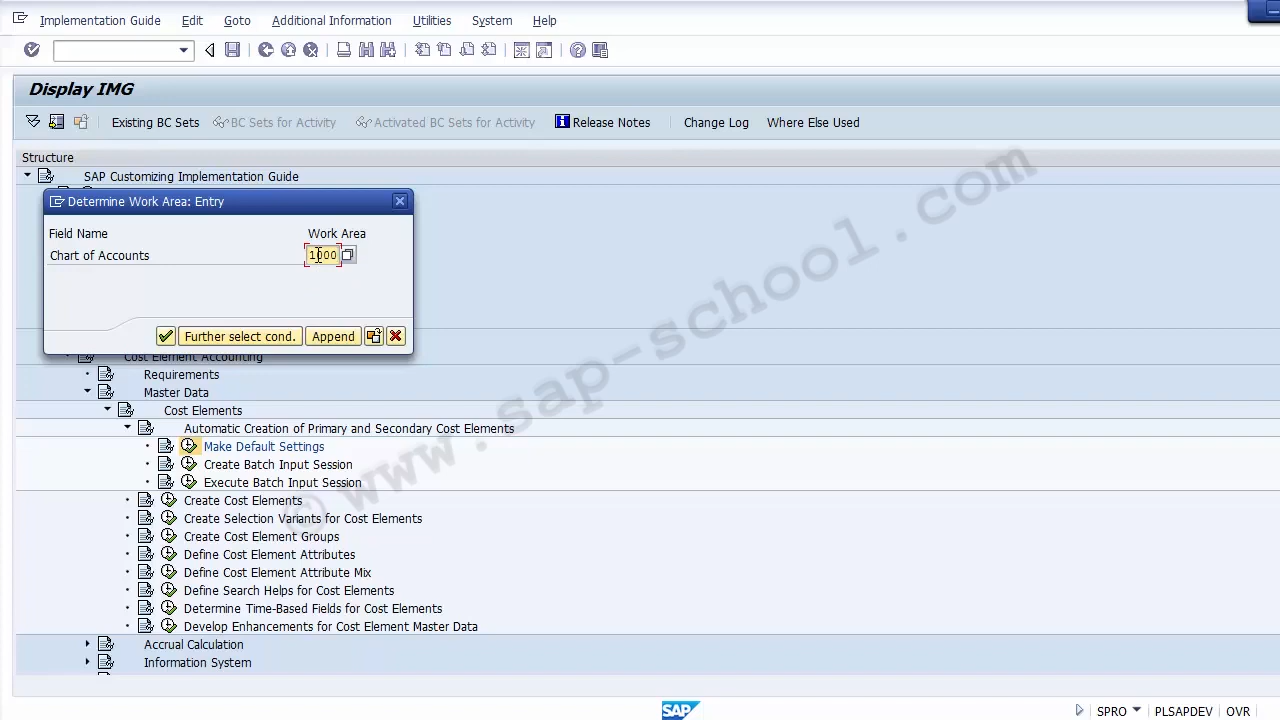 Implementation Guide Edit Goto Additional Information Utilities System Help
Display IMG
Existing BC Sets BC Sets for Activity Activated BC Sets for Activity Release Notes Change Log Where Else Used
Structure
SAP Customizing Implementation Guide
Determine Work Area: Entry
Field Name Work Area
Chart of Accounts 1000
Further select cond. Append
Cost Element Accounting
Requirements
Master Data
Cost Elements
Automatic Creation of Primary and Secondary Cost Elements
Make Default Settings
Create Batch Input Session
Execute Batch Input Session
Create Cost Elements
Create Selection Variants for Cost Elements
Create Cost Element Groups
Define Cost Element Attributes
Define Cost Element Attribute Mix
Define Search Helps for Cost Elements
Determine Time-Based Fields for Cost Elements
Develop Enhancements for Cost Element Master Data
Accrual Calculation
Information System
© www.sap-school.com
SAP SPRO PLSAPDEV OVR